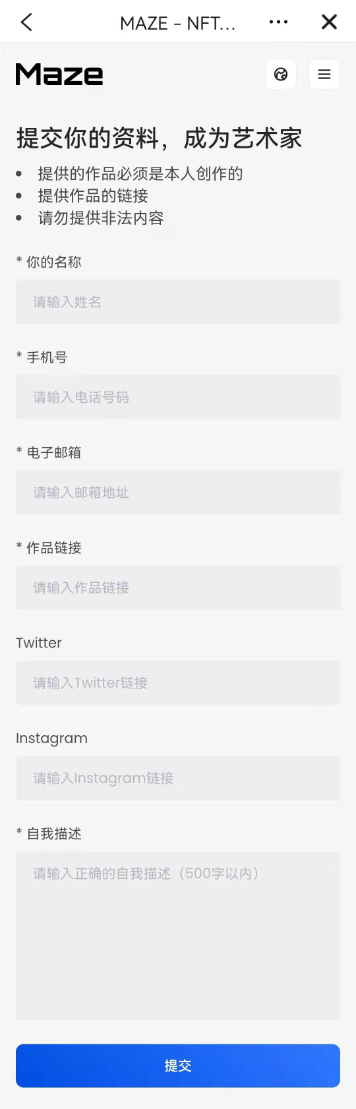 MAZE - NFT...
Maze
提交你的资料，成为艺术家
• 提供的作品必须是本人创作的
• 提供作品的链接
• 请勿提供非法内容
* 你的名称
请输入姓名
* 手机号
请输入电话号码
* 电子邮箱
请输入邮箱地址
* 作品链接
请输入作品链接
Twitter
请输入Twitter链接
Instagram
请输入Instagram链接
* 自我描述
请输入正确的自我描述（500字以内）
提交